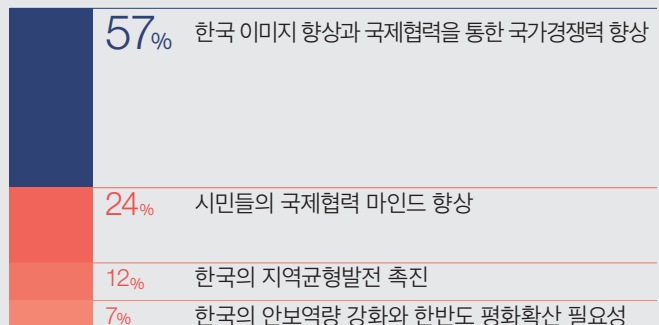 57% 한국 이미지 향상과 국제협력을 통한 국가경쟁력 향상
24% 시민들의 국제협력 마인드 향상
12% 한국의 지역균형발전 촉진
7% 한국의 안보역량 강화와 한반도 평화확산 필요성